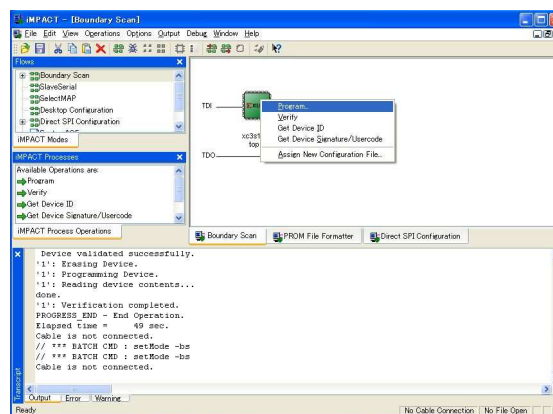 iMPACT - [Boundary Scan]
File Edit View Operations Options Output Debug Window Help
Flows
Boundary Scan
SlaveSerial
SelectMAP
Desktop Configuration
Direct SPI Configuration
iMPACT Modes
iMPACT Processes
Available Operations are:
Program
Verify
Get Device ID
Get Device Signature/Usercode
iMPACT Process Operations
TDI
TDO
xc3s1
top
Program...
Verify
Get Device ID
Get Device Signature/Usercode
Assign New Configuration File...
Boundary Scan
PROM File Formatter
Direct SPI Configuration
Device validated successfully.
'1': Erasing Device.
'1': Programming Device.
'1': Reading device contents...
done.
'1': Verification completed.
PROGRESS_END - End Operation.
Elapsed time = 49 sec.
Cable is not connected.
// *** BATCH CMD : setMode -bs
// *** BATCH CMD : setMode -bs
Cable is not connected.
Transcript
Output Error Warning
Ready
No Cable Connection No File Open